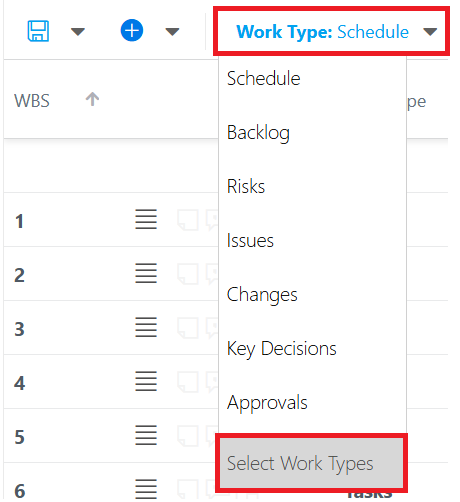 Work Type: Schedule
WBS
pe
Schedule
Backlog
Risks
Issues
Changes
Key Decisions
Approvals
Select Work Types
1
2
3
4
5
6
Tasks